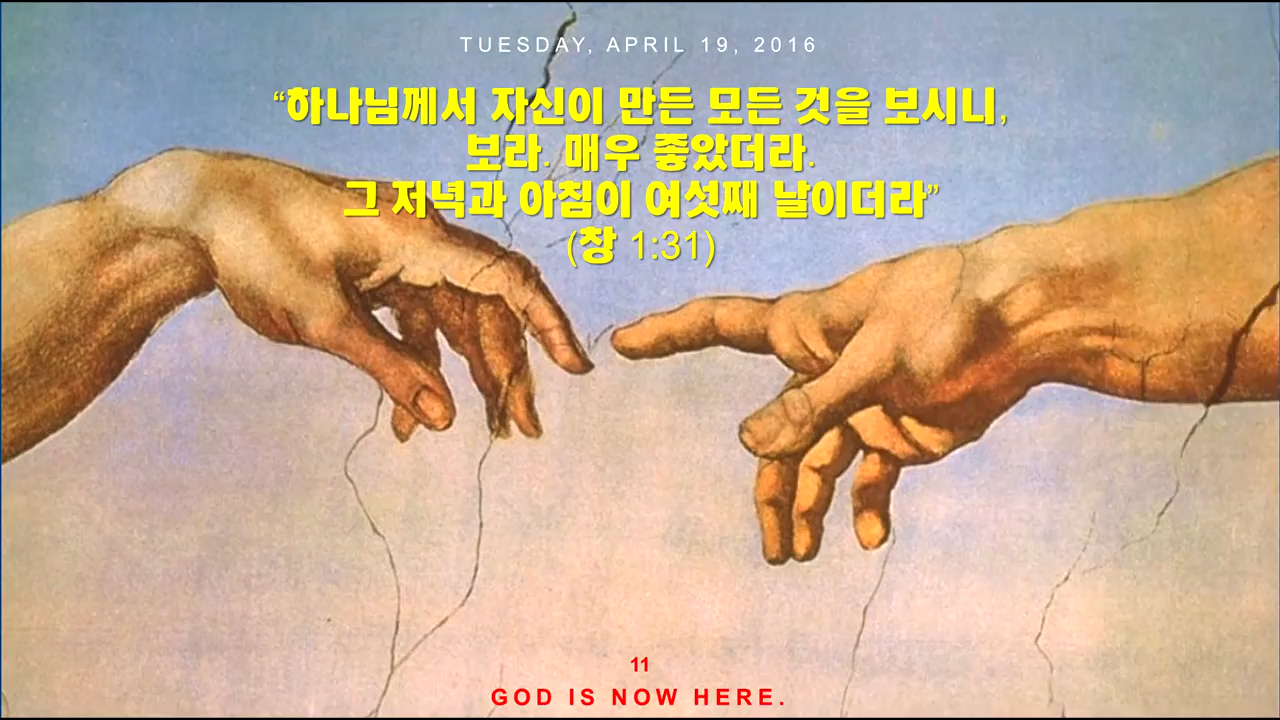 TUESDAY, APRIL 19, 2016
“하나님께서 자신이 만든 모든 것을 보시니,
보라. 매우 좋았더라.
그 저녁과 아침이 여섯째 날이더라”
(창 1:31)
11
GOD IS NOW HERE.